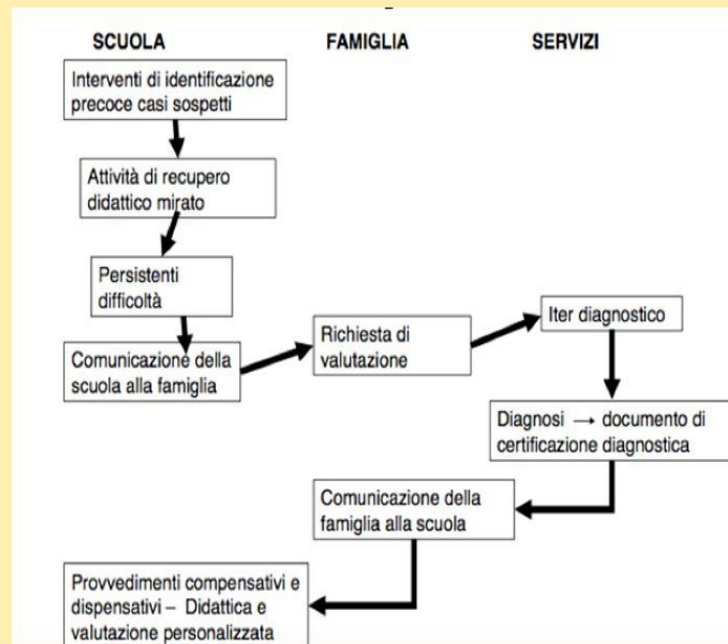 SCUOLA FAMIGLIA SERVIZI
Interventi di identificazione
precoce casi sospetti
Attività di recupero
didattico mirato
Persistenti
difficoltà
Comunicazione della
scuola alla famiglia
Richiesta di
valutazione
Iter diagnostico
Diagnosi → documento di
certificazione diagnostica
Comunicazione della
famiglia alla scuola
Provvedimenti compensativi e
dispensativi – Didattica e
valutazione personalizzata